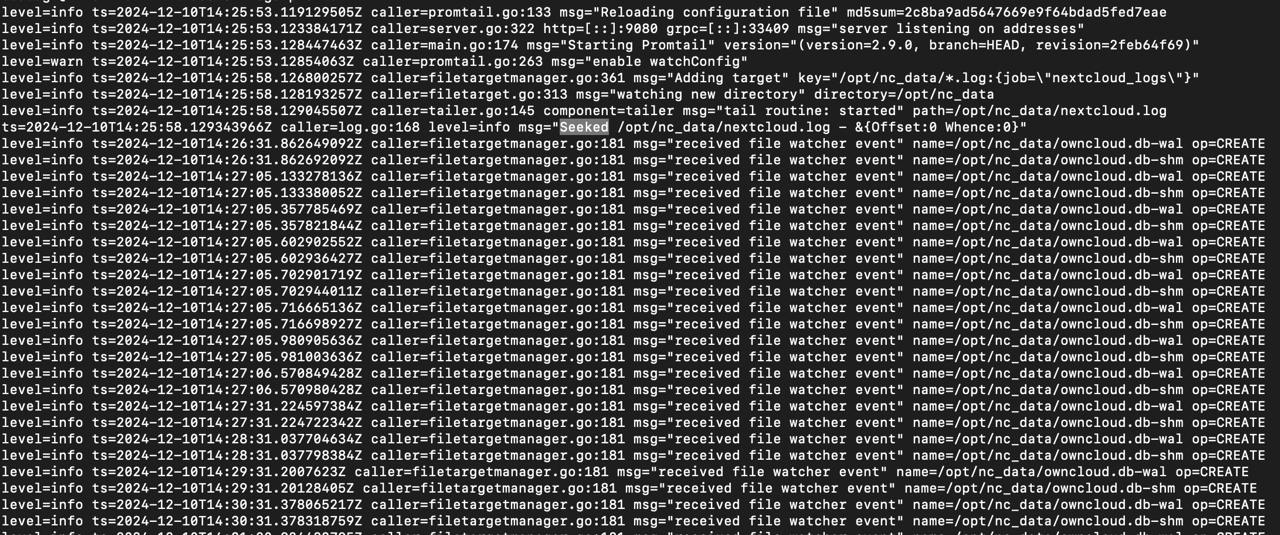 level=info ts=2024-12-10T14:25:53.119129505Z caller=promtail.go:133 msg="Reloading configuration file" md5sum=2c8ba9ad5647669e9f64bdad5fed7eae
level=info ts=2024-12-10T14:25:53.123384171Z caller=server.go:322 http=[::]:9080 grpc=[::]:33409 msg="server listening on addresses"
level=info ts=2024-12-10T14:25:53.128447463Z caller=main.go:174 msg="Starting Promtail" version="(version=2.9.0, branch=HEAD, revision=2feb64f69)"
level=warn ts=2024-12-10T14:25:53.12854063Z caller=promtail.go:263 msg="enable watchConfig"
level=info ts=2024-12-10T14:25:58.126800257Z caller=filetargetmanager.go:361 msg="Adding target" key="/opt/nc_data/*.log:{job=\"nextcloud_logs\"}"
level=info ts=2024-12-10T14:25:58.128193257Z caller=filetarget.go:313 msg="watching new directory" directory=/opt/nc_data
level=info ts=2024-12-10T14:25:58.129045507Z caller=tailer.go:145 component=tailer msg="tail routine: started" path=/opt/nc_data/nextcloud.log
ts=2024-12-10T14:25:58.129343966Z caller=log.go:168 level=info msg="Seeked /opt/nc_data/nextcloud.log - &{Offset:0 Whence:0}"
level=info ts=2024-12-10T14:26:31.862649092Z caller=filetargetmanager.go:181 msg="received file watcher event" name=/opt/nc_data/owncloud.db-wal op=CREATE
level=info ts=2024-12-10T14:26:31.862692092Z caller=filetargetmanager.go:181 msg="received file watcher event" name=/opt/nc_data/owncloud.db-shm op=CREATE
level=info ts=2024-12-10T14:27:05.133278136Z caller=filetargetmanager.go:181 msg="received file watcher event" name=/opt/nc_data/owncloud.db-wal op=CREATE
level=info ts=2024-12-10T14:27:05.133380052Z caller=filetargetmanager.go:181 msg="received file watcher event" name=/opt/nc_data/owncloud.db-shm op=CREATE
level=info ts=2024-12-10T14:27:05.357785469Z caller=filetargetmanager.go:181 msg="received file watcher event" name=/opt/nc_data/owncloud.db-wal op=CREATE
level=info ts=2024-12-10T14:27:05.357821844Z caller=filetargetmanager.go:181 msg="received file watcher event" name=/opt/nc_data/owncloud.db-shm op=CREATE
level=info ts=2024-12-10T14:27:05.602902552Z caller=filetargetmanager.go:181 msg="received file watcher event" name=/opt/nc_data/owncloud.db-wal op=CREATE
level=info ts=2024-12-10T14:27:05.602936427Z caller=filetargetmanager.go:181 msg="received file watcher event" name=/opt/nc_data/owncloud.db-shm op=CREATE
level=info ts=2024-12-10T14:27:05.702901719Z caller=filetargetmanager.go:181 msg="received file watcher event" name=/opt/nc_data/owncloud.db-wal op=CREATE
level=info ts=2024-12-10T14:27:05.702944011Z caller=filetargetmanager.go:181 msg="received file watcher event" name=/opt/nc_data/owncloud.db-shm op=CREATE
level=info ts=2024-12-10T14:27:05.716665136Z caller=filetargetmanager.go:181 msg="received file watcher event" name=/opt/nc_data/owncloud.db-wal op=CREATE
level=info ts=2024-12-10T14:27:05.716698927Z caller=filetargetmanager.go:181 msg="received file watcher event" name=/opt/nc_data/owncloud.db-shm op=CREATE
level=info ts=2024-12-10T14:27:05.980905636Z caller=filetargetmanager.go:181 msg="received file watcher event" name=/opt/nc_data/owncloud.db-wal op=CREATE
level=info ts=2024-12-10T14:27:05.981003636Z caller=filetargetmanager.go:181 msg="received file watcher event" name=/opt/nc_data/owncloud.db-shm op=CREATE
level=info ts=2024-12-10T14:27:06.570849428Z caller=filetargetmanager.go:181 msg="received file watcher event" name=/opt/nc_data/owncloud.db-wal op=CREATE
level=info ts=2024-12-10T14:27:06.570980428Z caller=filetargetmanager.go:181 msg="received file watcher event" name=/opt/nc_data/owncloud.db-shm op=CREATE
level=info ts=2024-12-10T14:27:31.224597384Z caller=filetargetmanager.go:181 msg="received file watcher event" name=/opt/nc_data/owncloud.db-wal op=CREATE
level=info ts=2024-12-10T14:27:31.224722342Z caller=filetargetmanager.go:181 msg="received file watcher event" name=/opt/nc_data/owncloud.db-shm op=CREATE
level=info ts=2024-12-10T14:28:31.037704634Z caller=filetargetmanager.go:181 msg="received file watcher event" name=/opt/nc_data/owncloud.db-wal op=CREATE
level=info ts=2024-12-10T14:28:31.037798384Z caller=filetargetmanager.go:181 msg="received file watcher event" name=/opt/nc_data/owncloud.db-shm op=CREATE
level=info ts=2024-12-10T14:29:31.2007623Z caller=filetargetmanager.go:181 msg="received file watcher event" name=/opt/nc_data/owncloud.db-wal op=CREATE
level=info ts=2024-12-10T14:29:31.20128405Z caller=filetargetmanager.go:181 msg="received file watcher event" name=/opt/nc_data/owncloud.db-shm op=CREATE
level=info ts=2024-12-10T14:30:31.378065217Z caller=filetargetmanager.go:181 msg="received file watcher event" name=/opt/nc_data/owncloud.db-wal op=CREATE
level=info ts=2024-12-10T14:30:31.378318759Z caller=filetargetmanager.go:181 msg="received file watcher event" name=/opt/nc_data/owncloud.db-shm op=CREATE